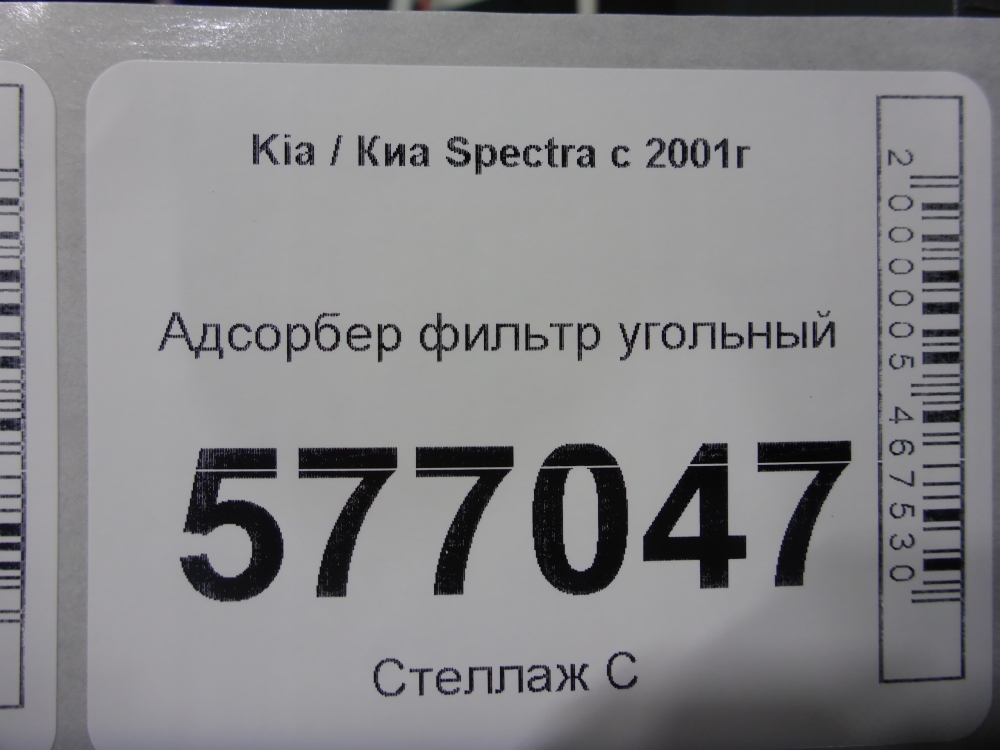 Kia / Киа Spectra с 2001г
Адсорбер фильтр угольный
577047
Стеллаж С
2000005467530